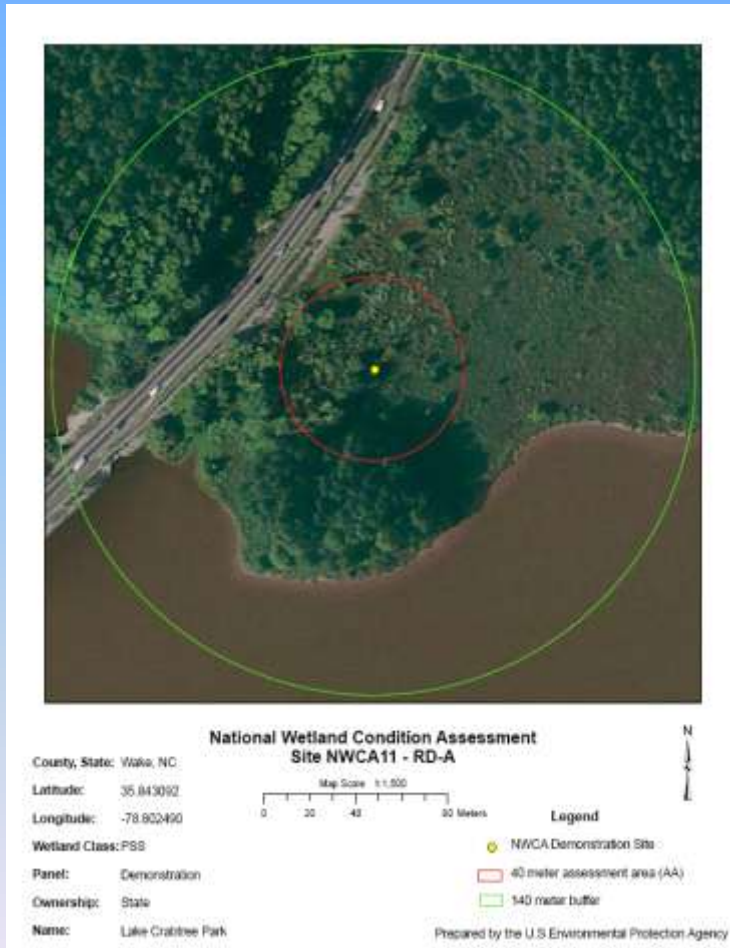 National Wetland Condition Assessment
Site NWCA11 - RD-A
County, State: Wake, NC
Latitude: 35.843092
Longitude: -78.802490
Wetland Class: PSS
Panel: Demonstration
Ownership: State
Name: Lake Crabtree Park
Map Scale 1:1,500
0 20 40 80 Meters
N
Legend
NWCA Demonstration Site
40 meter assessment area (AA)
140 meter buffer
Prepared by the U.S Environmental Protection Agency